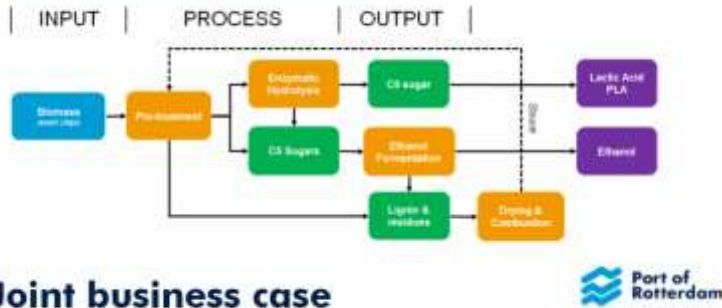 | INPUT | PROCESS | OUTPUT |
Enzymatic
Hydrolysis
C6 sugar
Lactic Acid
PLA
Biomass
Pre-treatment
Steam
C5 Sugars
Ethanol
Fermentation
Ethanol
Lignin &
residues
Drying &
Combustion
Joint business case
Port of
Rotterdam